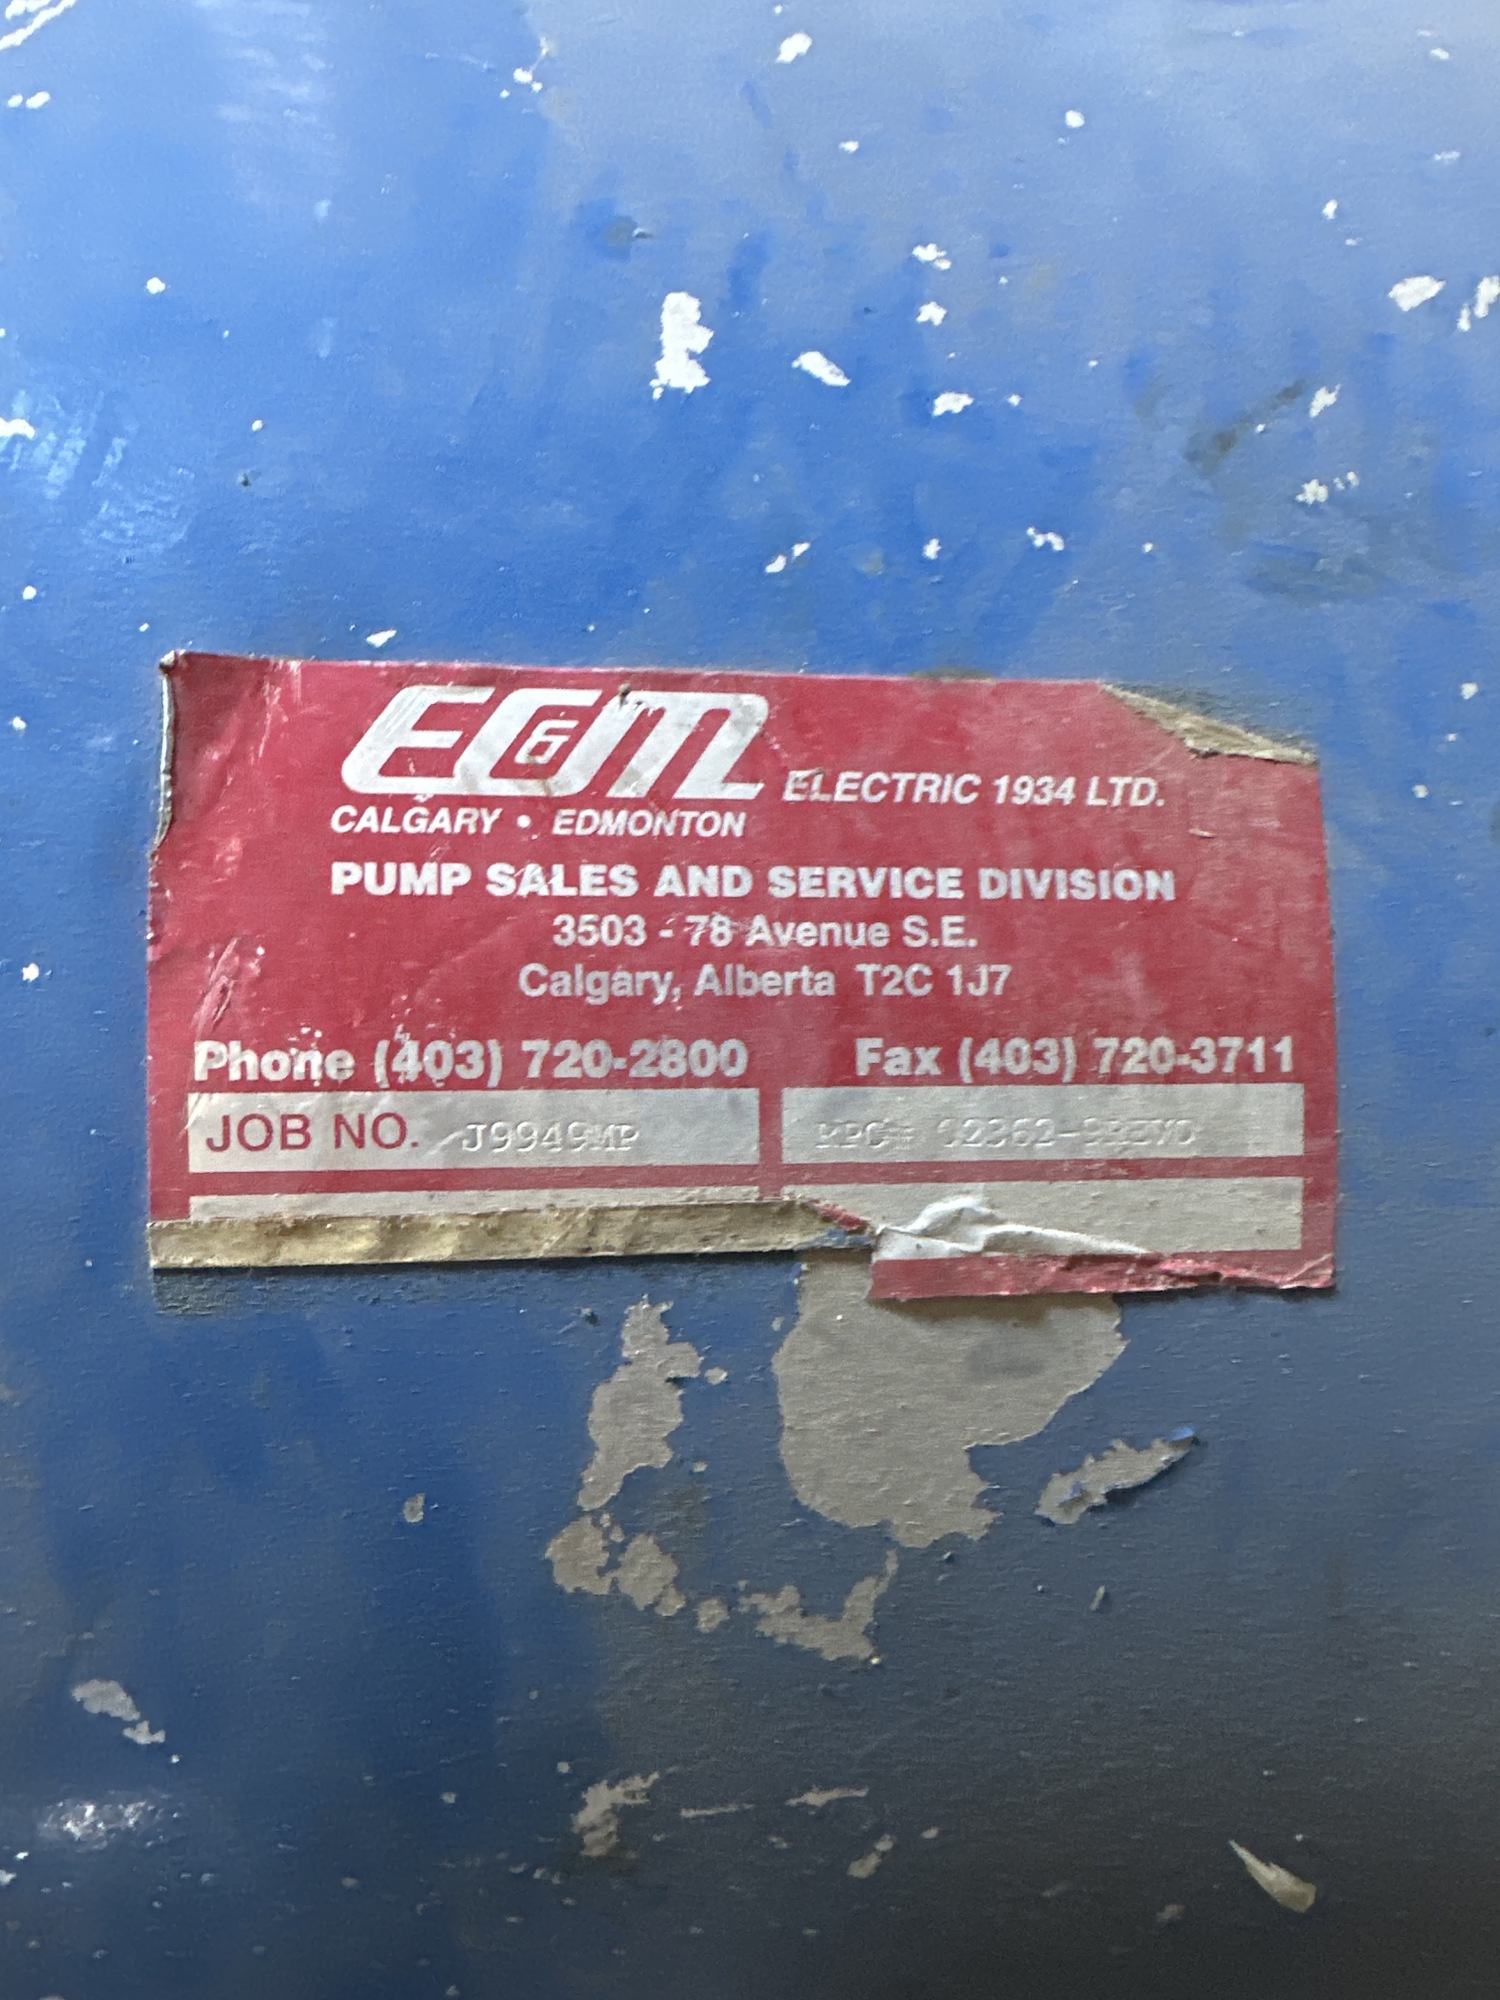 E&M ELECTRIC 1934 LTD.
CALGARY • EDMONTON
PUMP SALES AND SERVICE DIVISION
3503 - 78 Avenue S.E.
Calgary, Alberta T2C 1J7
Phone (403) 720-2800 Fax (403) 720-3711
JOB NO. J9949MP